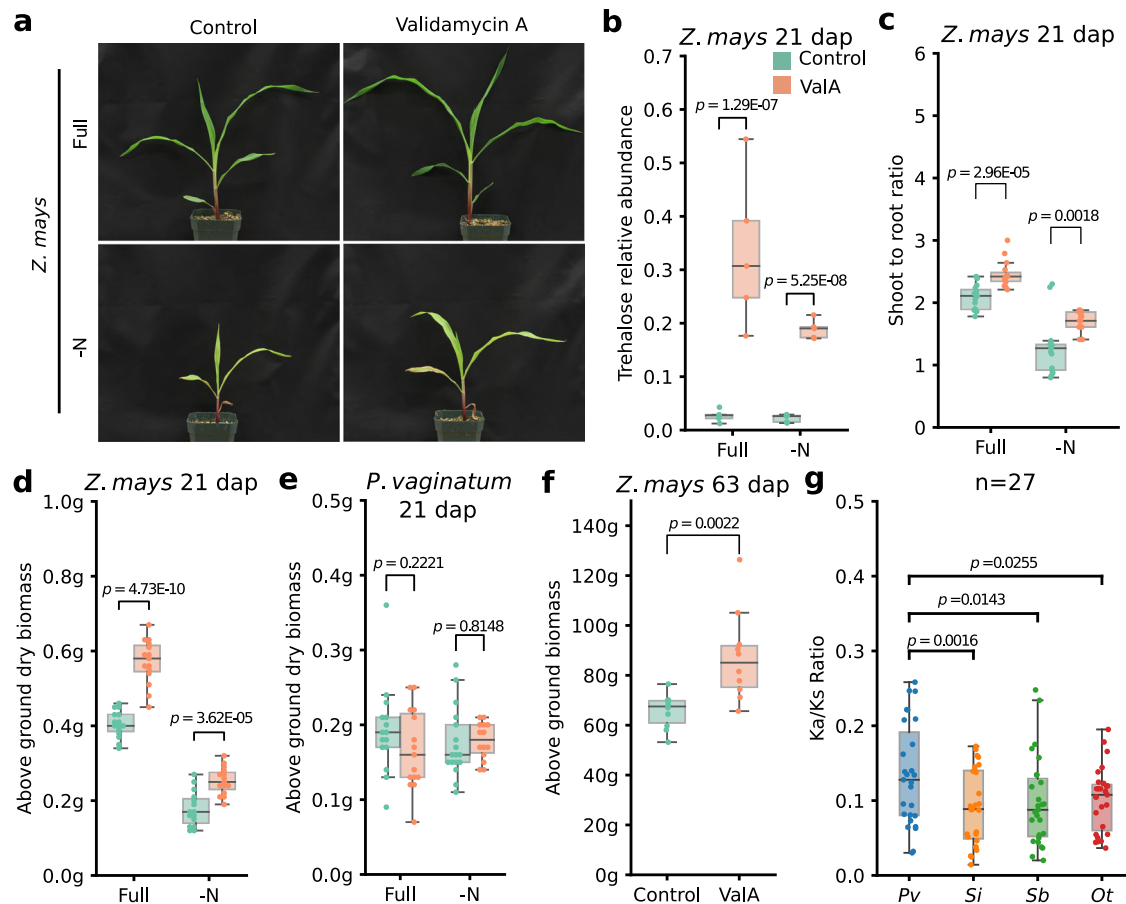 a
Control
Validamycin A
Z. mays
Full
-N
b
Z. mays 21 dap
Control
ValA
Trehalose relative abundance
0.7
0.6
0.5
0.4
0.3
0.2
0.1
0.0
p = 1.29E-07
p = 5.25E-08
Full
-N
c
Z. mays 21 dap
Shoot to root ratio
6
5
4
3
2
1
0
p = 2.96E-05
p = 0.0018
Full
-N
d
Z. mays 21 dap
Above ground dry biomass
1.0g
0.8g
0.6g
0.4g
0.2g
0.0g
p = 4.73E-10
p = 3.62E-05
Full
-N
e
P. vaginatum
21 dap
Above ground dry biomass
0.5g
0.4g
0.3g
0.2g
0.1g
0.0g
p = 0.2221
p = 0.8148
Full
-N
f
Z. mays 63 dap
Above ground biomass
140g
120g
100g
80g
60g
40g
20g
0g
p = 0.0022
Control
ValA
g
n=27
Ka/Ks Ratio
0.5
0.4
0.3
0.2
0.1
0.0
p = 0.0255
p = 0.0143
p = 0.0016
Pv
Si
Sb
Ot